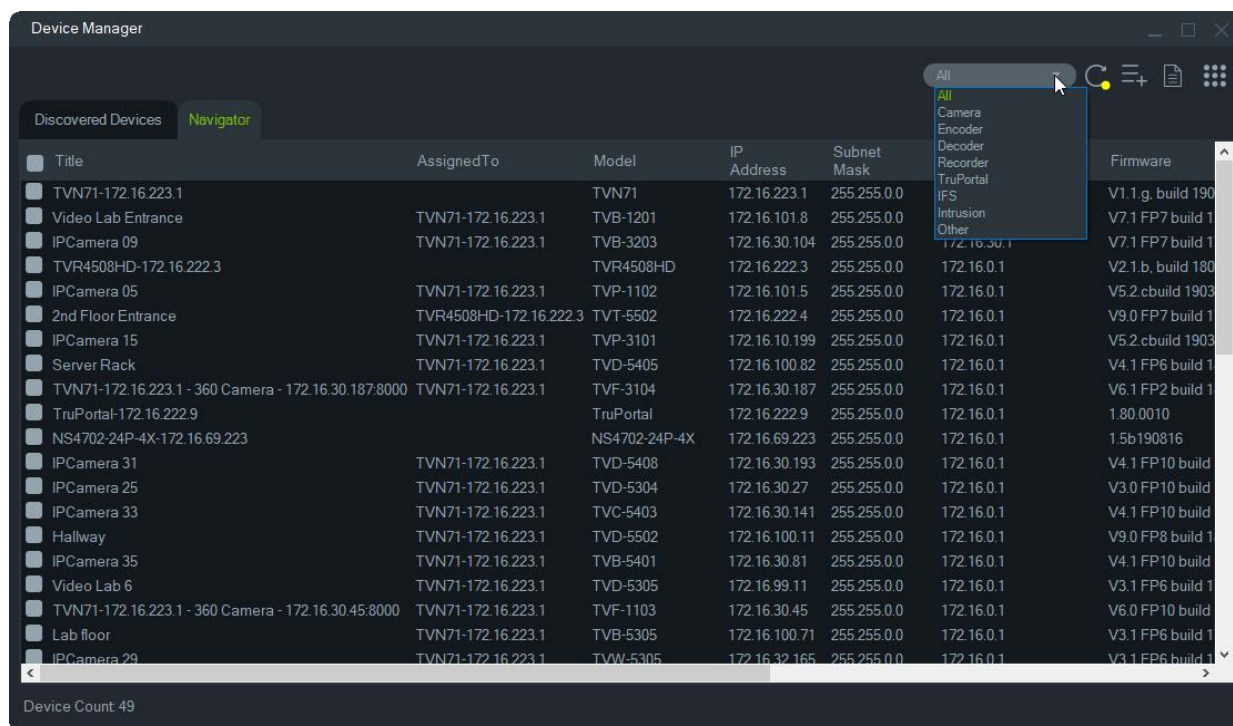 Device Manager
All
All
Camera
Encoder
Decoder
Recorder
TruPortal
IFS
Intrusion
Other
Discovered Devices Navigator
Title AssignedTo Model IP Address Subnet Mask Firmware
TVN71-172.16.223.1 TVN71 172.16.223.1 255.255.0.0 V1.1.g, build 190
Video Lab Entrance TVN71-172.16.223.1 TVB-1201 172.16.101.8 255.255.0.0 V7.1 FP7 build 1
IPCamera 09 TVN71-172.16.223.1 TVB-3203 172.16.30.104 255.255.0.0 172.16.30.1 V7.1 FP7 build 1
TVR4508HD-172.16.222.3 TVR4508HD 172.16.222.3 255.255.0.0 172.16.0.1 V2.1.b, build 180
IPCamera 05 TVN71-172.16.223.1 TVP-1102 172.16.101.5 255.255.0.0 172.16.0.1 V5.2.cbuild 1903
2nd Floor Entrance TVR4508HD-172.16.222.3 TVT-5502 172.16.222.4 255.255.0.0 172.16.0.1 V9.0 FP7 build 1
IPCamera 15 TVN71-172.16.223.1 TVP-3101 172.16.10.199 255.255.0.0 172.16.0.1 V5.2.cbuild 1903
Server Rack TVN71-172.16.223.1 TVD-5405 172.16.100.82 255.255.0.0 172.16.0.1 V4.1 FP6 build 1
TVN71-172.16.223.1 - 360 Camera - 172.16.30.187:8000 TVN71-172.16.223.1 TVF-3104 172.16.30.187 255.255.0.0 172.16.0.1 V6.1 FP2 build 1
TruPortal-172.16.222.9 TruPortal 172.16.222.9 255.255.0.0 172.16.0.1 1.80.0010
NS4702-24P-4X-172.16.69.223 NS4702-24P-4X 172.16.69.223 255.255.0.0 172.16.0.1 1.5b190816
IPCamera 31 TVN71-172.16.223.1 TVD-5408 172.16.30.193 255.255.0.0 172.16.0.1 V4.1 FP10 build
IPCamera 25 TVN71-172.16.223.1 TVD-5304 172.16.30.27 255.255.0.0 172.16.0.1 V3.0 FP10 build
IPCamera 33 TVN71-172.16.223.1 TVC-5403 172.16.30.141 255.255.0.0 172.16.0.1 V4.1 FP10 build
Hallway TVN71-172.16.223.1 TVD-5502 172.16.100.11 255.255.0.0 172.16.0.1 V9.0 FP8 build 1
IPCamera 35 TVN71-172.16.223.1 TVB-5401 172.16.30.81 255.255.0.0 172.16.0.1 V4.1 FP10 build
Video Lab 6 TVN71-172.16.223.1 TVD-5305 172.16.99.11 255.255.0.0 172.16.0.1 V3.1 FP6 build 1
TVN71-172.16.223.1 - 360 Camera - 172.16.30.45:8000 TVN71-172.16.223.1 TVF-1103 172.16.30.45 255.255.0.0 172.16.0.1 V6.0 FP10 build
Lab floor TVN71-172.16.223.1 TVB-5305 172.16.100.71 255.255.0.0 172.16.0.1 V3.1 FP6 build 1
IPCamera 29 TVN71-172.16.223.1 TVW-5305 172.16.32.165 255.255.0.0 172.16.0.1 V3.1 FP6 build 1
Device Count: 49